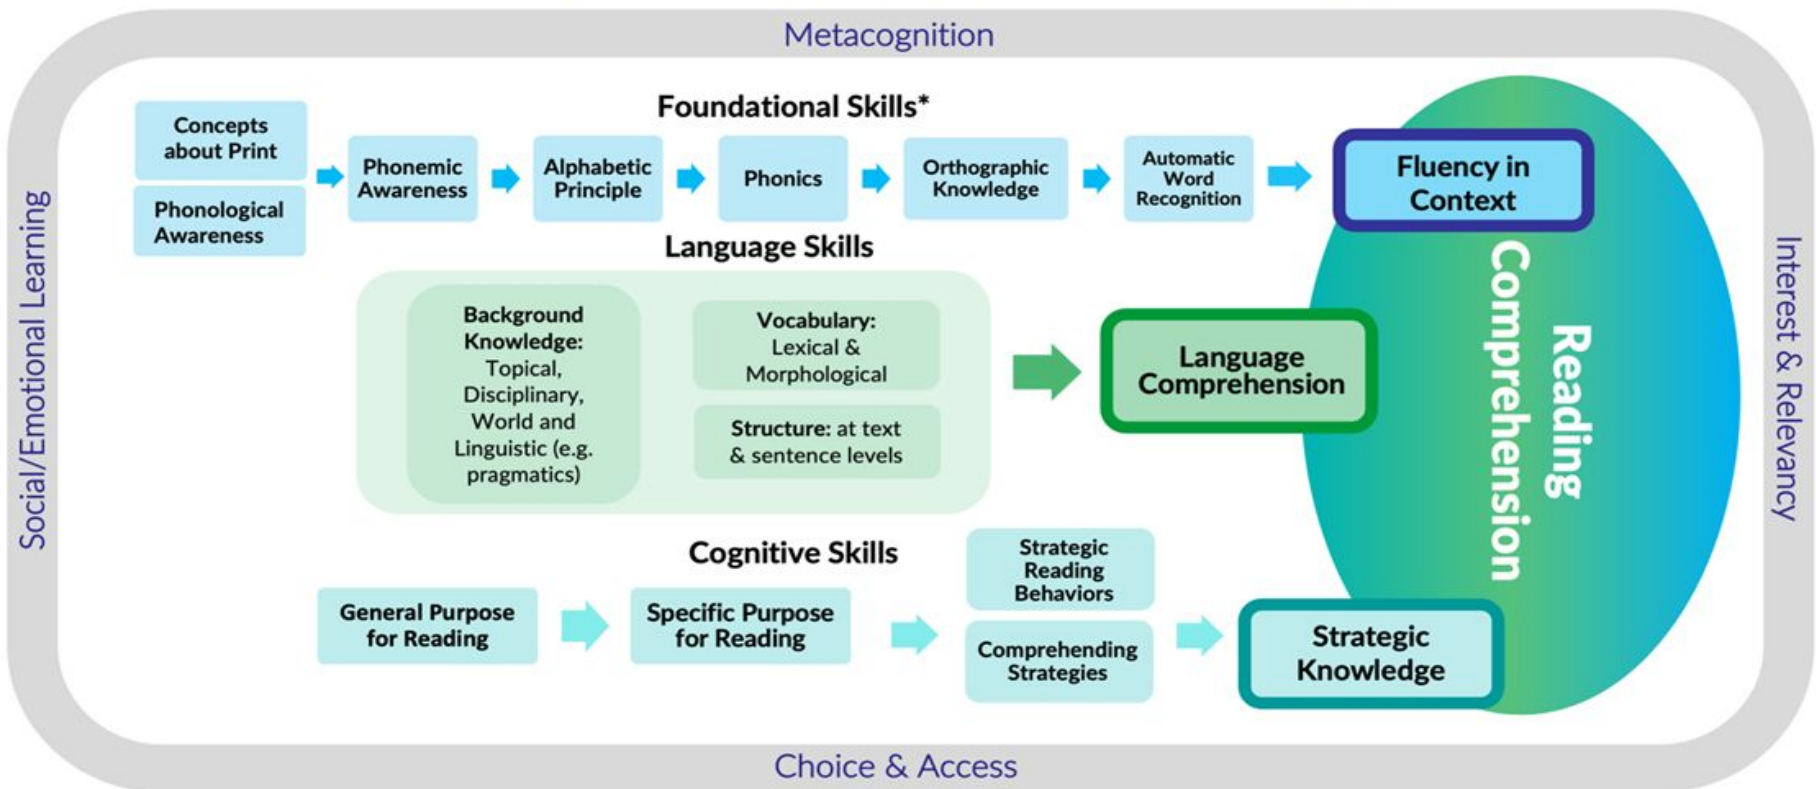 Metacognition
Social/Emotional Learning
Foundational Skills*
Concepts
about Print
Phonological
Awareness
Phonemic
Awareness
Alphabetic
Principle
Phonics
Orthographic
Knowledge
Automatic
Word
Recognition
Fluency in
Context
Language Skills
Background
Knowledge:
Topical,
Disciplinary,
World and
Linguistic (e.g.
pragmatics)
Vocabulary:
Lexical &
Morphological
Structure: at text
& sentence levels
Language
Comprehension
Cognitive Skills
General Purpose
for Reading
Specific Purpose
for Reading
Strategic
Reading
Behaviors
Comprehending
Strategies
Strategic
Knowledge
Reading
Comprehension
Interest & Relevancy
Choice & Access